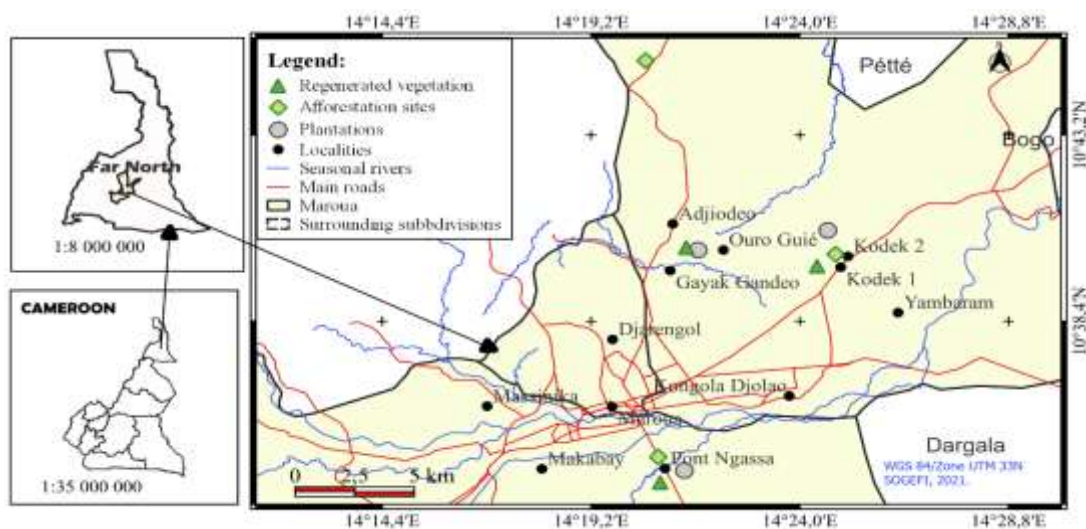 14°14,4'E 14°19,2'E 14°24,0'E 14°28,8'E
Far North
1:8 000 000
CAMEROON
1:35 000 000
Legend:
Regenerated vegetation
Afforestation sites
Plantations
Localities
Seasonal rivers
Main roads
Maroua
Surrounding subbdivisions
Pétté
Bogo
10°43,2'N
Adjiodeo
Ouro Guié
Kodek 2
Gayak Gandeo
Kodek 1
Yambaram
10°38,4'N
Djarengol
Kongola Djolao
Maroua
Makabay
Pont Ngassa
Dargala
0 2,5 5 km
WGS 84/Zone UTM 33N
SOGEFI, 2021.
14°14,4'E 14°19,2'E 14°24,0'E 14°28,8'E